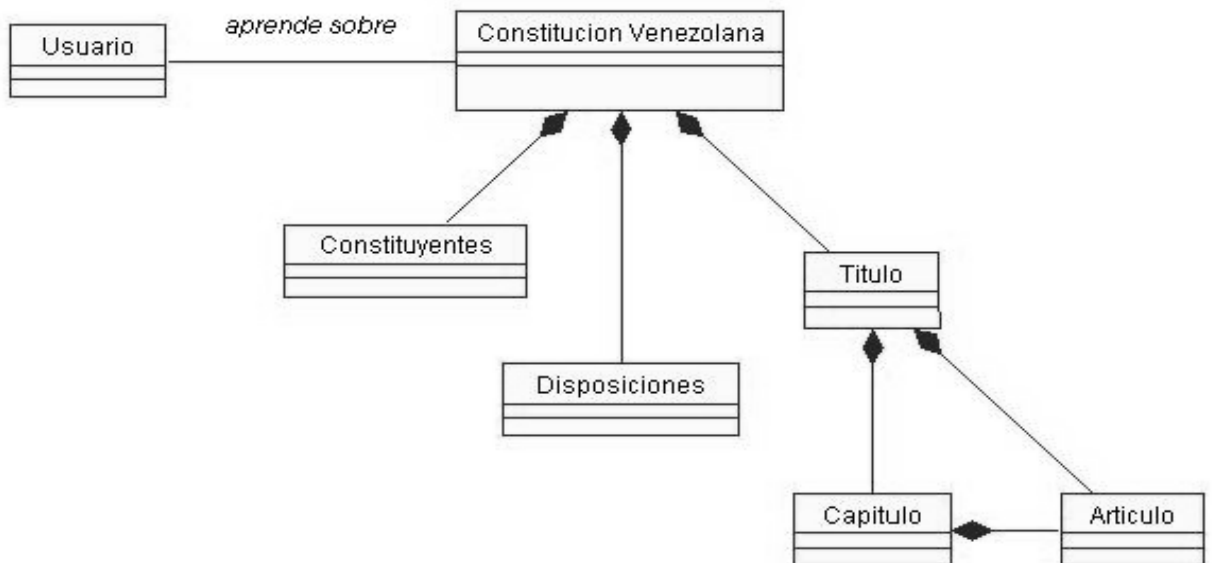 Usuario
aprende sobre
Constitucion Venezolana
Constituyentes
Titulo
Disposiciones
Capitulo
Articulo